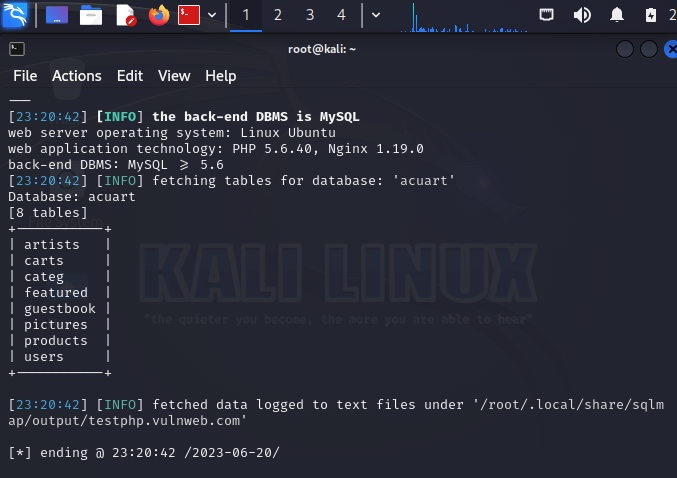 1 2 3 4 2
root@kali: ~
File Actions Edit View Help
[23:20:42] [INFO] the back-end DBMS is MySQL
web server operating system: Linux Ubuntu
web application technology: PHP 5.6.40, Nginx 1.19.0
back-end DBMS: MySQL ⩾ 5.6
[23:20:42] [INFO] fetching tables for database: 'acuart'
Database: acuart
[8 tables]
+-----------+
| artists   |
| carts     |
| categ     |
| featured  |
| guestbook |
| pictures  |
| products  |
| users     |
+-----------+
[23:20:42] [INFO] fetched data logged to text files under '/root/.local/share/sqlm
ap/output/testphp.vulnweb.com'
[*] ending @ 23:20:42 /2023-06-20/
KALI LINUX
"the quieter you become, the more you are able to hear"